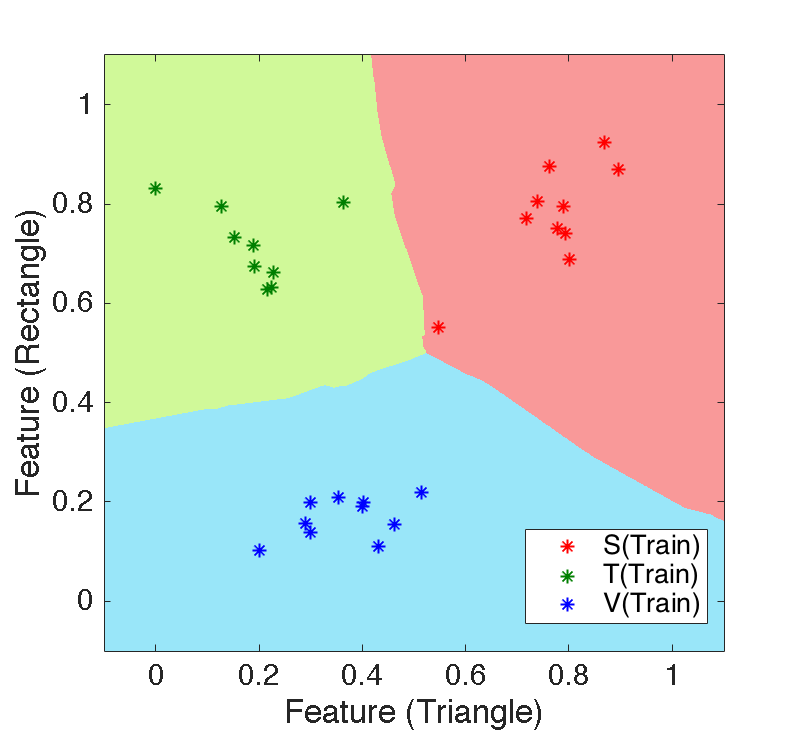 Feature (Rectangle)
1
0.8
0.6
0.4
0.2
0
S(Train)
T(Train)
V(Train)
0 0.2 0.4 0.6 0.8 1
Feature (Triangle)